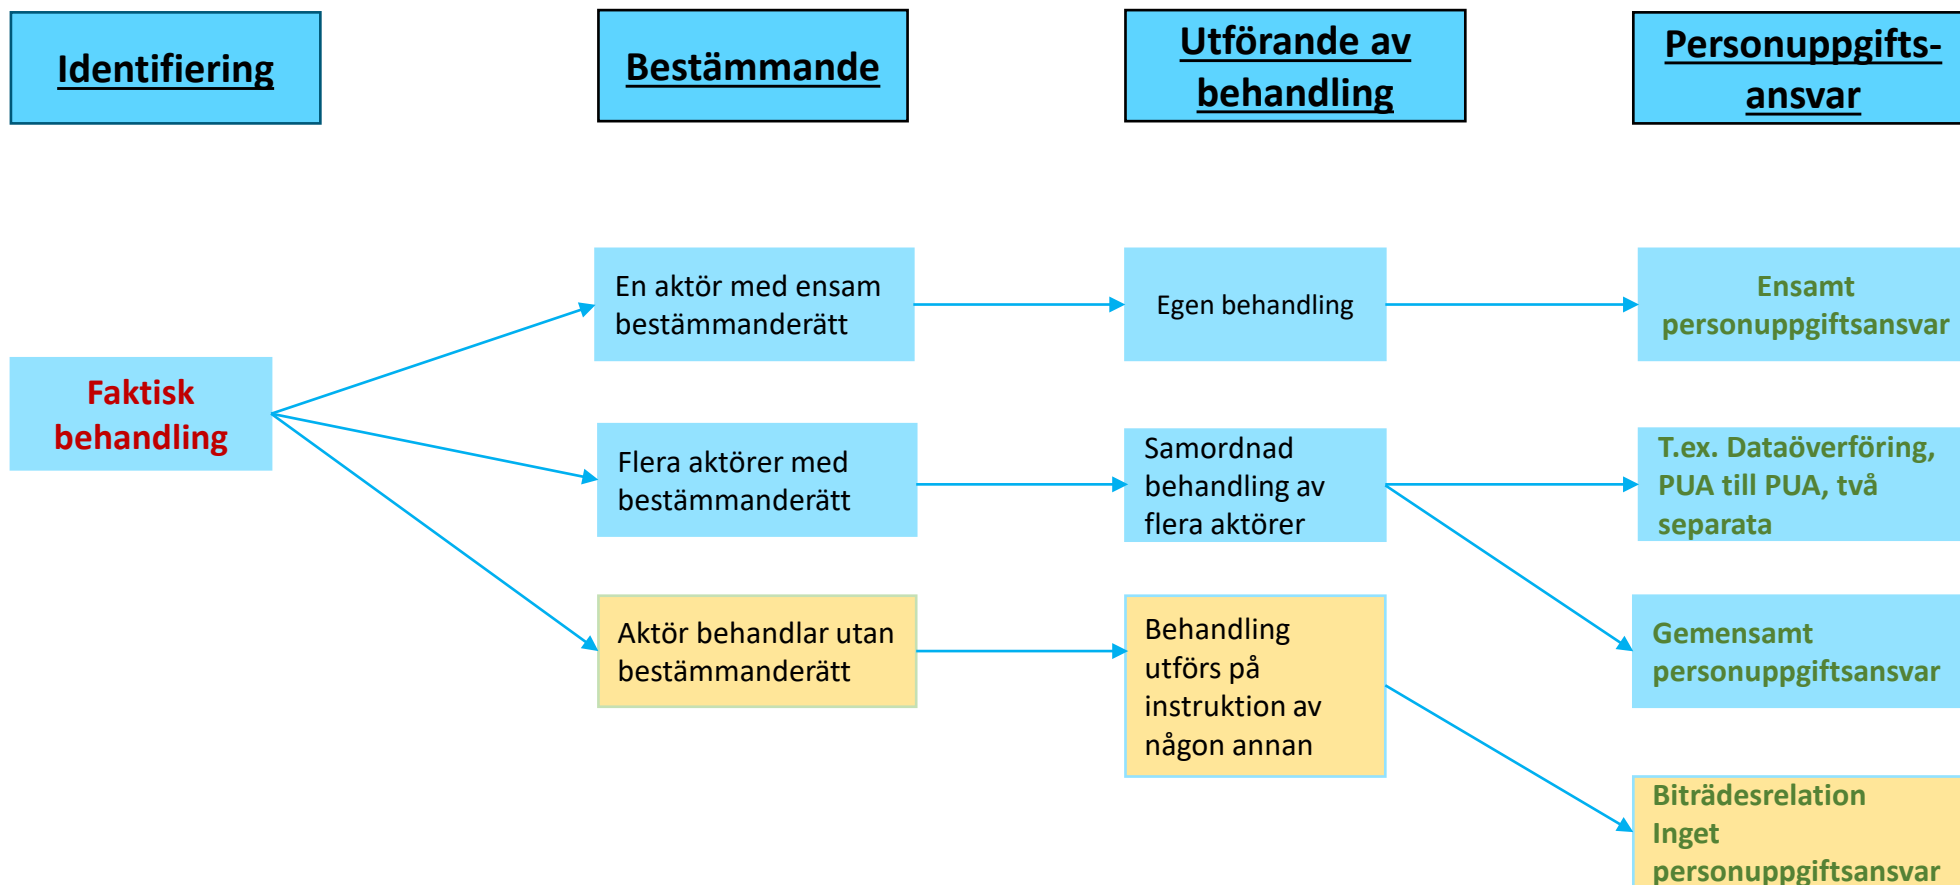 Identifiering
Bestämmande
Utförande av
behandling
Personuppgifts-
ansvar
Faktisk
behandling
En aktör med ensam
bestämmanderätt
Egen behandling
Ensamt
personuppgiftsansvar
Flera aktörer med
bestämmanderätt
Samordnad
behandling av
flera aktörer
T.ex. Dataöverföring,
PUA till PUA, två
separata
Gemensamt
personuppgiftsansvar
Aktör behandlar utan
bestämmanderätt
Behandling
utförs på
instruktion av
någon annan
Biträdesrelation
Inget
personuppgiftsansvar